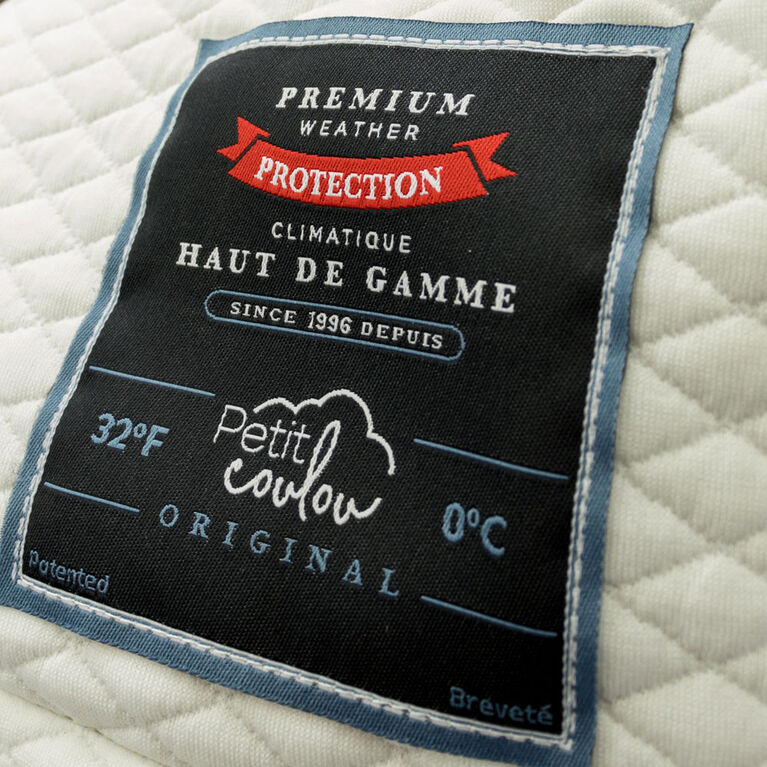 PREMIUM
WEATHER
PROTECTION
CLIMATIQUE
HAUT DE GAMME
SINCE 1996 DEPUIS
32°F
Petit
coulou
0°C
ORIGINAL
Patented
Breveté